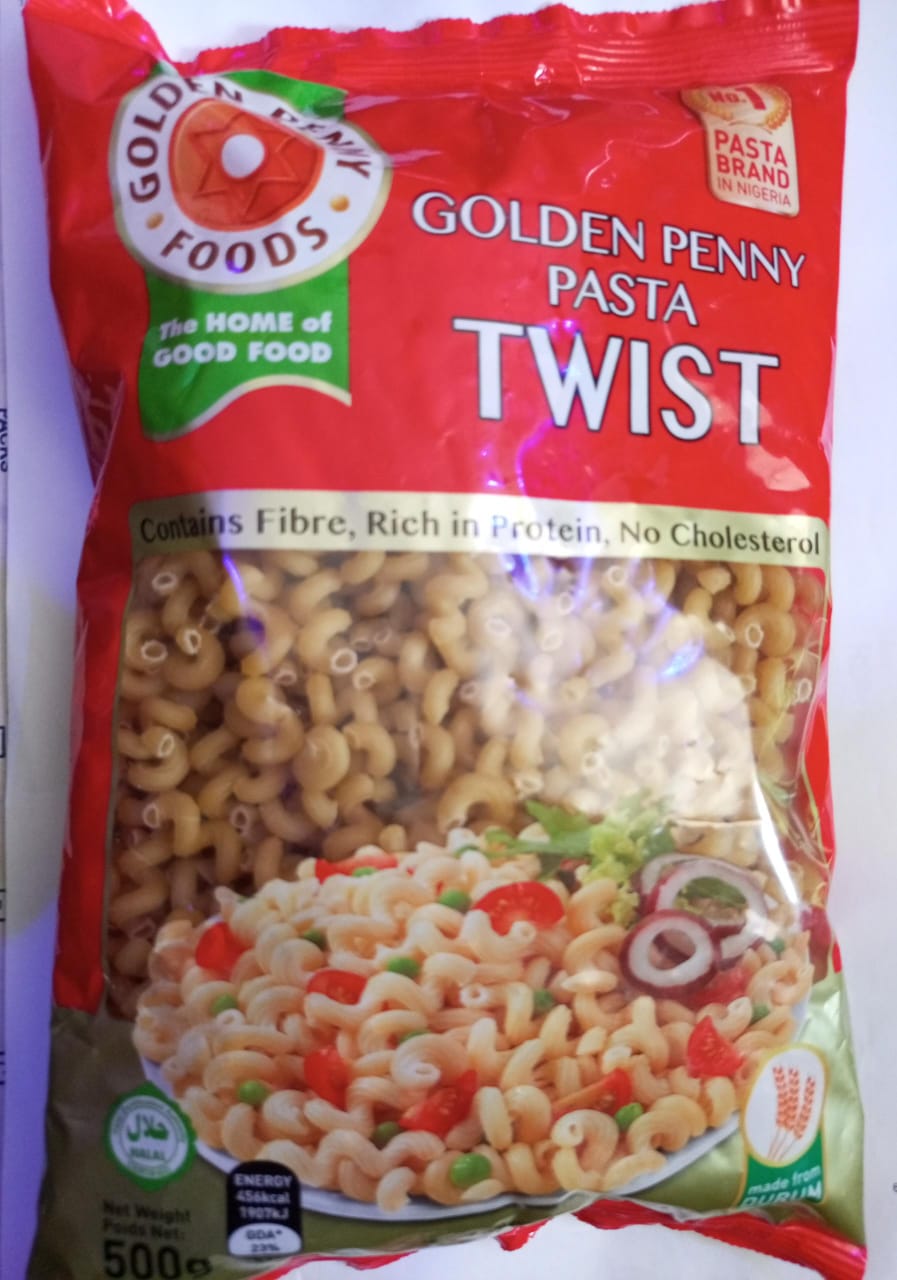 GOLDEN PENNY
FOODS
The HOME of
GOOD FOOD
No.1
PASTA
BRAND
IN NIGERIA
GOLDEN PENNY
PASTA
TWIST
Contains Fibre, Rich in Protein, No Cholesterol
حلال
HALAL
ENERGY
456kcal
1907kJ
GDA*
23%
Net Weight
Poids Net:
500g
made from
DURUM